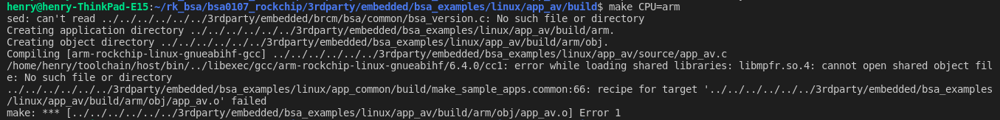 henry@henry-ThinkPad-E15:~/rk_bsa/bsa0107_rockchip/3rdparty/embedded/bsa_examples/linux/app_av/build$ make CPU=arm
sed: can't read ../../../../../../3rdparty/embedded/brcm/bsa/common/bsa_version.c: No such file or directory
Creating application directory ../../../../../../3rdparty/embedded/bsa_examples/linux/app_av/build/arm.
Creating object directory ../../../../../../3rdparty/embedded/bsa_examples/linux/app_av/build/arm/obj.
Compiling [arm-rockchip-linux-gnueabihf-gcc] ../../../../../../3rdparty/embedded/bsa_examples/linux/app_av/source/app_av.c
/home/henry/toolchain/host/bin/../libexec/gcc/arm-rockchip-linux-gnueabihf/6.4.0/cc1: error while loading shared libraries: libmpfr.so.4: cannot open shared object fil
e: No such file or directory
../../../../../../3rdparty/embedded/bsa_examples/linux/app_common/build/make_sample_apps.common:66: recipe for target '../../../../../../3rdparty/embedded/bsa_examples
/linux/app_av/build/arm/obj/app_av.o' failed
make: *** [../../../../../../3rdparty/embedded/bsa_examples/linux/app_av/build/arm/obj/app_av.o] Error 1